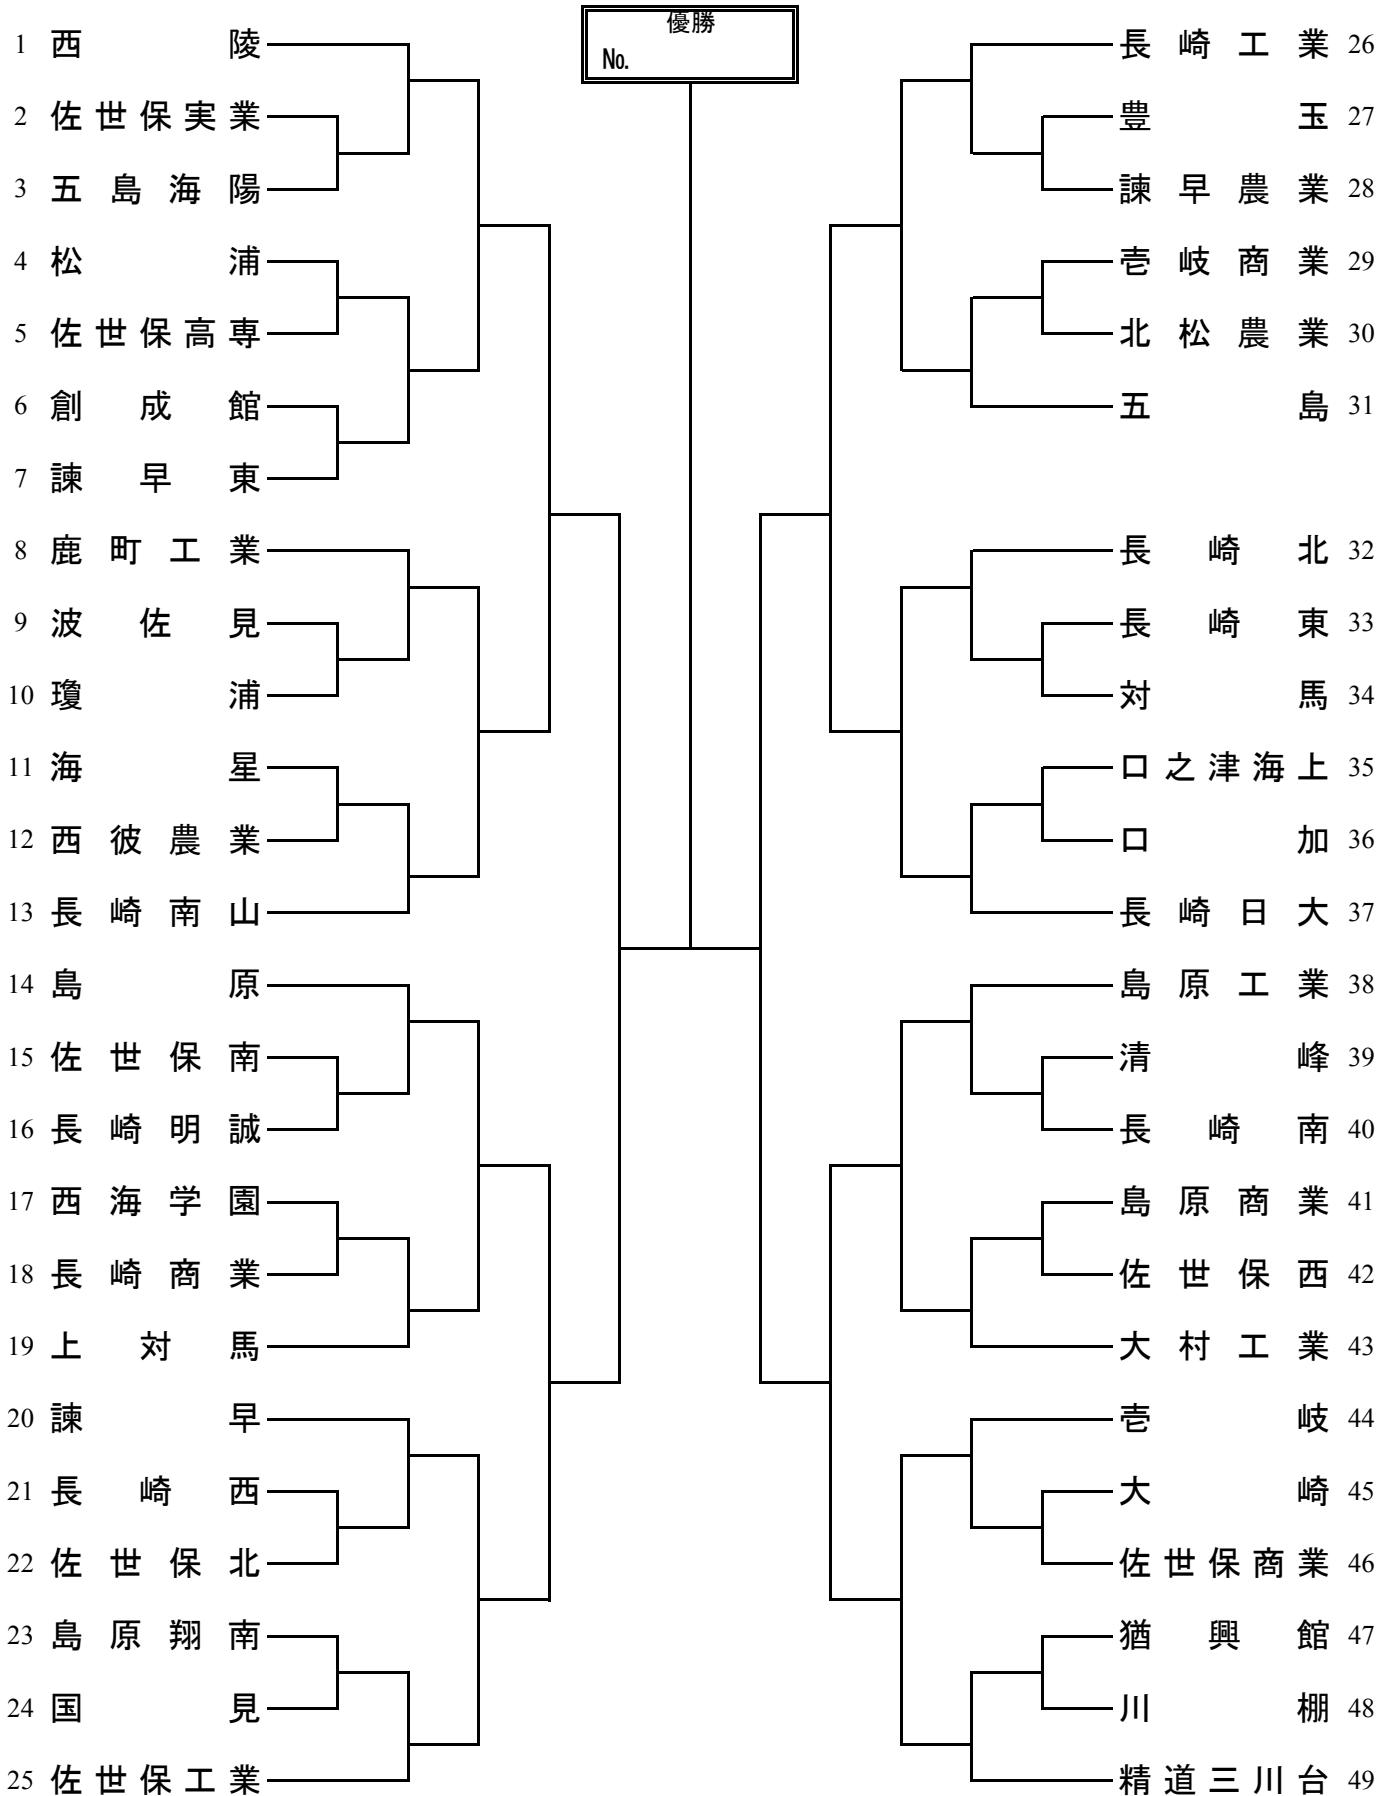 優勝
No.
1 西陵
2 佐世保実業
3 五島海陽
4 松浦
5 佐世保高専
6 創成館
7 諫早東
8 鹿町工業
9 波佐見
10 瓊浦
11 海星
12 西彼農業
13 長崎南山
14 島原
15 佐世保南
16 長崎明誠
17 西海学園
18 長崎商業
19 上対馬
20 諫早
21 長崎西
22 佐世保北
23 島原翔南
24 国見
25 佐世保工業
長崎工業 26
豊玉 27
諫早農業 28
壱岐商業 29
北松農業 30
五島 31
長崎北 32
長崎東 33
対馬 34
口之津海上 35
口加 36
長崎日大 37
島原工業 38
清峰 39
長崎南 40
島原商業 41
佐世保西 42
大村工業 43
壱岐 44
大崎 45
佐世保商業 46
猶興館 47
川棚 48
精道三川台 49